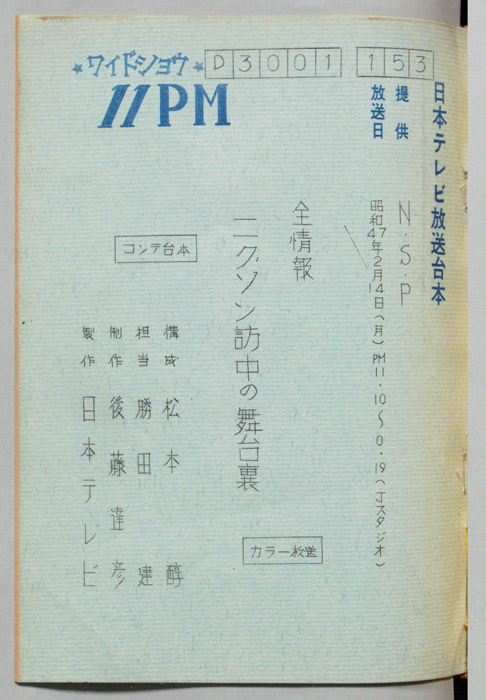 日本テレビ放送台本
提供 N・S・P
放送日 昭和47年2月14日(月)PM11・10〜0・19(Jスタジオ)
D3001 153
ワイドショウ
11PM
全情報
ニクソン訪中の舞台裏
カラー放送
コンテ台本
構成 松本 醇
担当 勝田 建
制作 後藤達彦
製作 日本テレビ